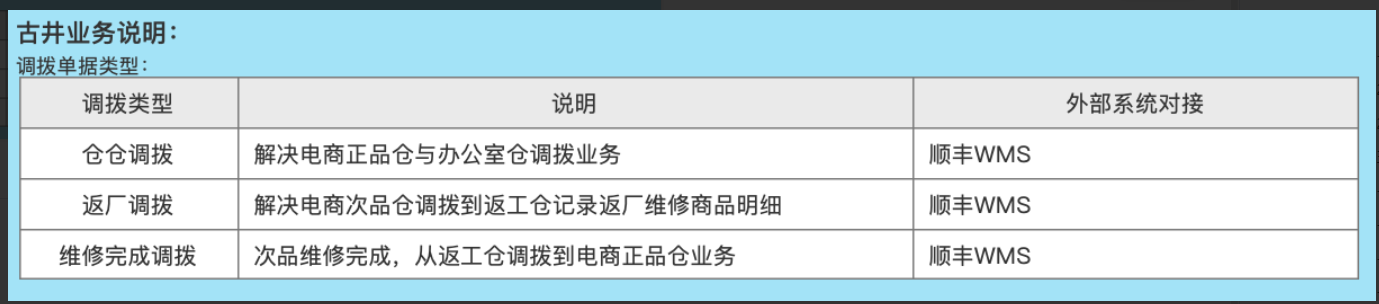 古井业务说明：
调拨单据类型：
调拨类型 说明 外部系统对接
仓仓调拨 解决电商正品仓与办公室仓调拨业务 顺丰WMS
返厂调拨 解决电商次品仓调拨到返工仓记录返厂维修商品明细 顺丰WMS
维修完成调拨 次品维修完成，从返工仓调拨到电商正品仓业务 顺丰WMS